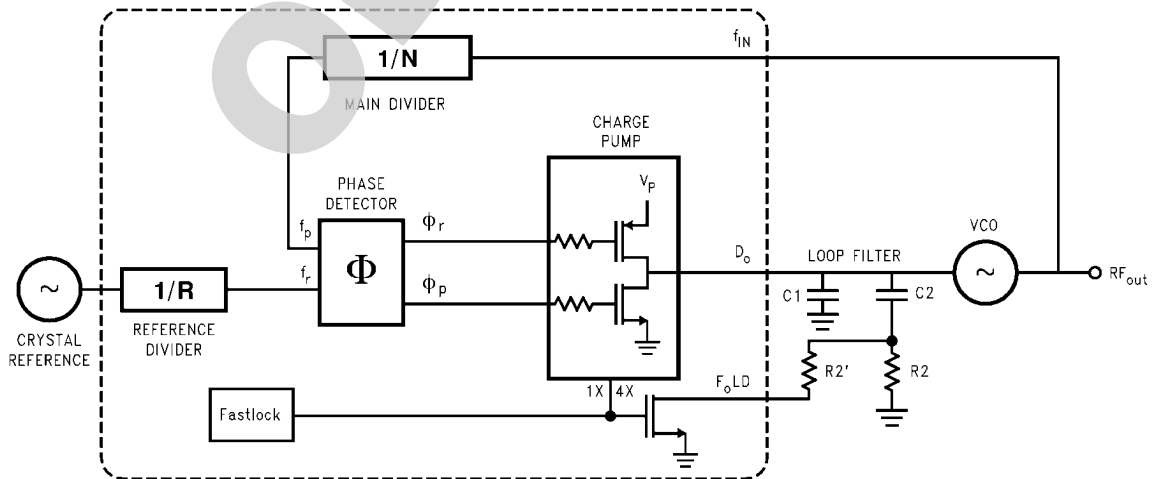 f_IN
1/N
MAIN DIVIDER
CHARGE
PUMP
V_P
PHASE
DETECTOR
f_p
ϕ_r
VCO
D_o
LOOP FILTER
f_r
Φ
~
~
1/R
ϕ_p
C1
C2
RF_out
REFERENCE
DIVIDER
CRYSTAL
REFERENCE
R2'
R2
1X
4X
F_oLD
Fastlock